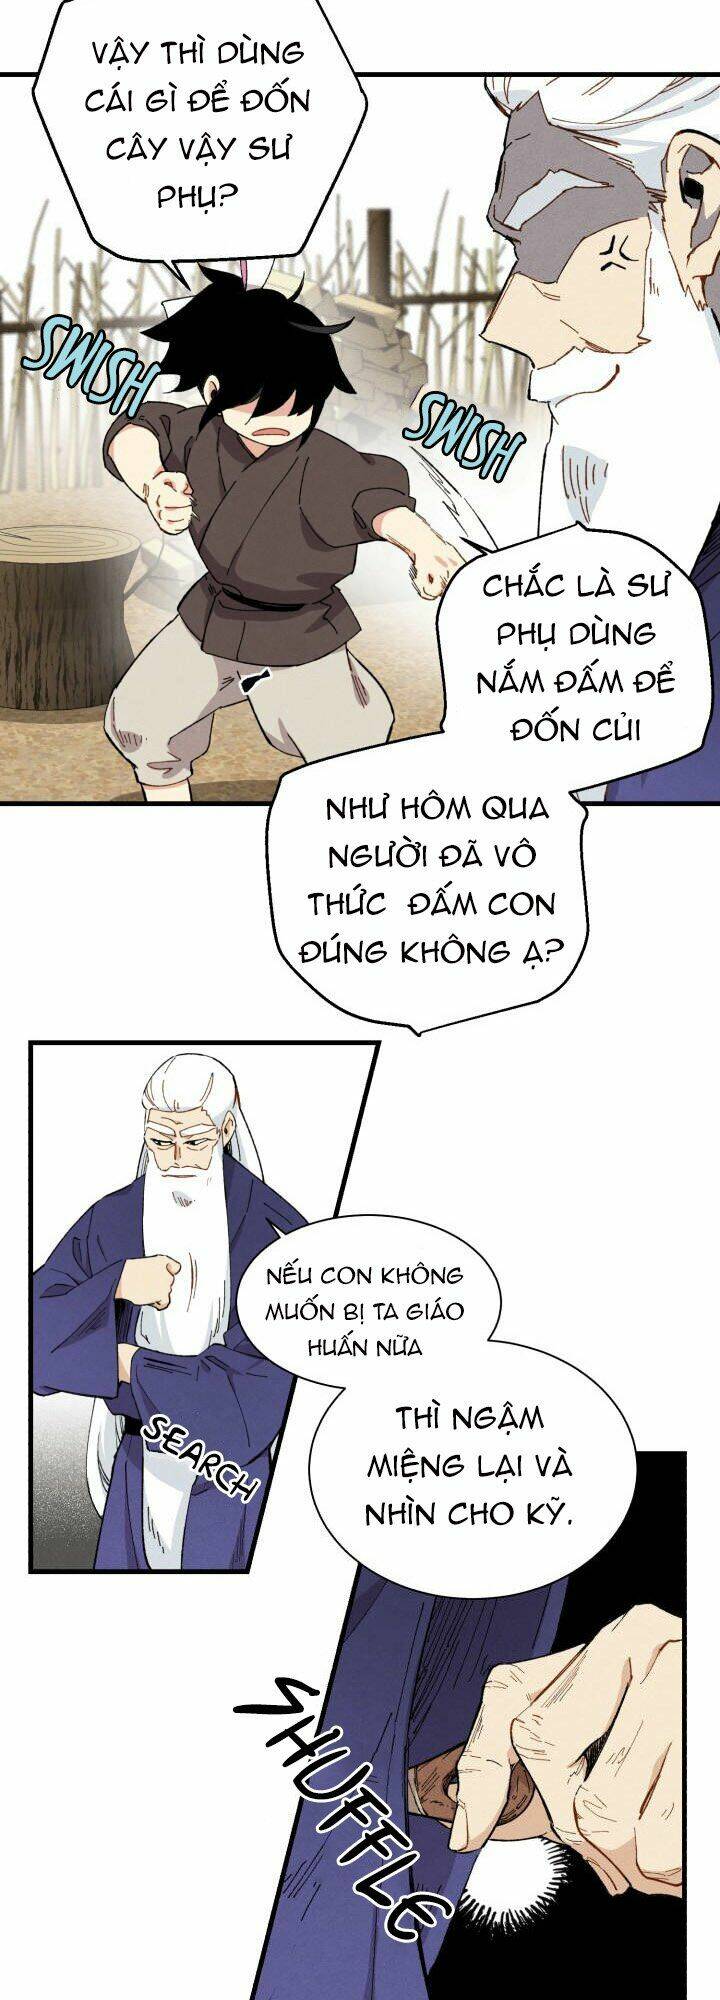 VẬY THÌ DÙNG
CÁI GÌ ĐỂ ĐỐN
CÂY VẬY SƯ
PHỤ?
SWISH
SWISH
CHẮC LÀ SƯ
PHỤ DÙNG
NẮM ĐẤM ĐỂ
ĐỐN CỦI
NHƯ HÔM QUA
NGƯỜI ĐÃ VÔ
THỨC ĐẤM CON
ĐÚNG KHÔNG Ạ?
NẾU CON KHÔNG
MUỐN BỊ TA GIÁO
HUẤN NỮA
SEARCH
THÌ NGẬM
MIỆNG LẠI VÀ
NHÌN CHO KỸ.
SHUFFLE